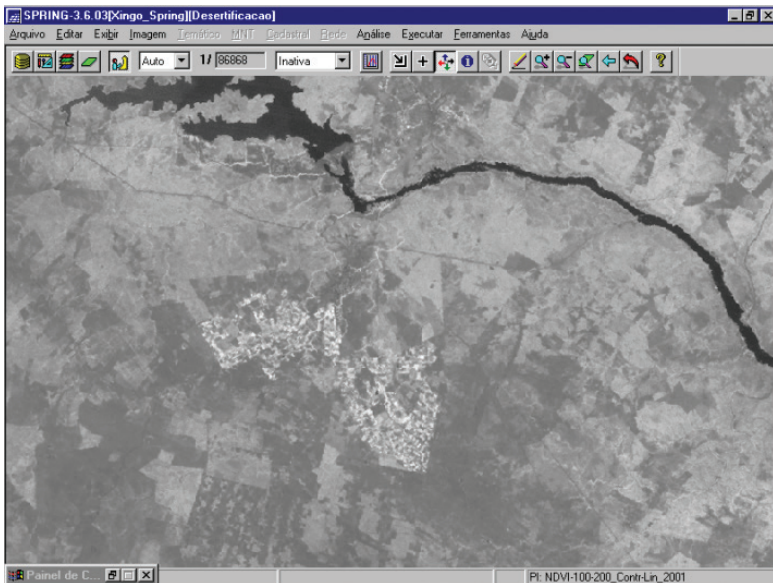 SPRING-3.6.03[Xingo_Spring][Desertificacao]
Arquivo Editar Exibir Imagem Temático MNT Cadastral Rede Análise Executar Ferramentas Ajuda
Auto 1/ 86868 Inativa
Painel de C... PI: NDVI-100-200_Contr-Lin_2001